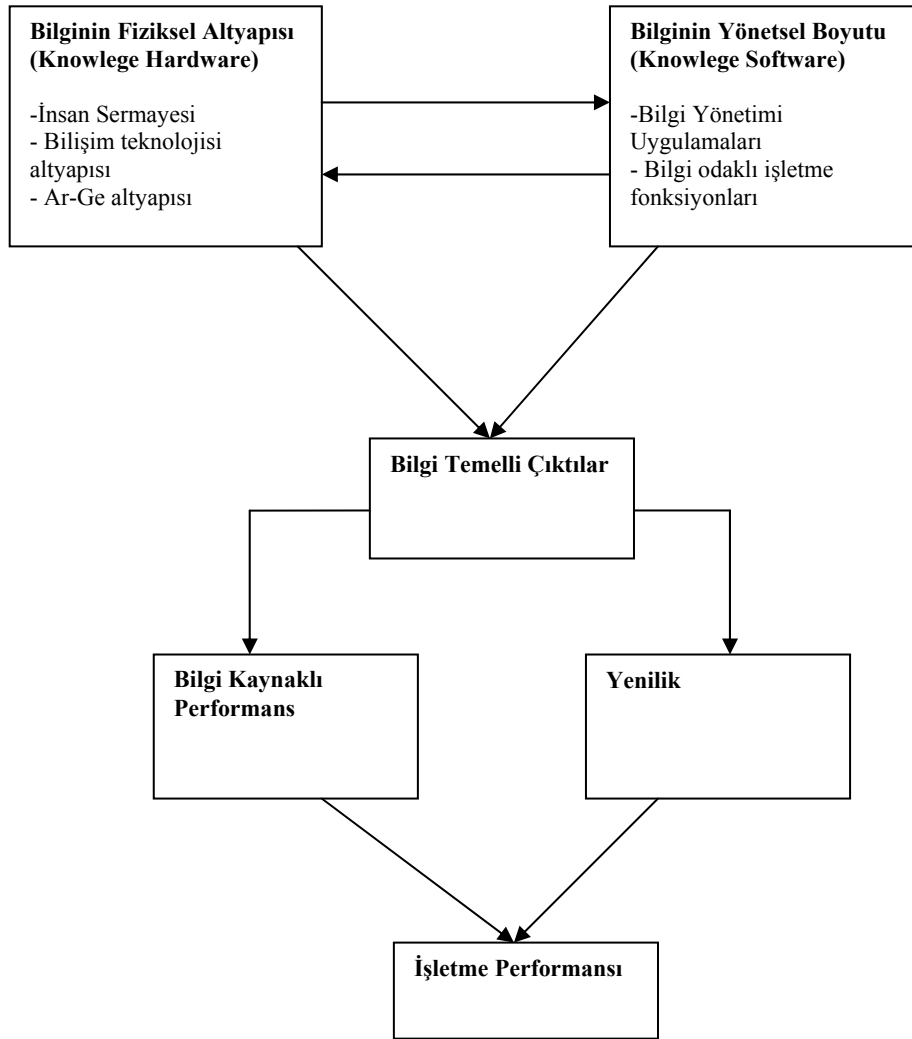 Bilginin Fiziksel Altyapısı
(Knowlege Hardware)
-İnsan Sermayesi
- Bilişim teknolojisi
altyapısı
- Ar-Ge altyapısı
Bilginin Yönetsel Boyutu
(Knowlege Software)
-Bilgi Yönetimi
Uygulamaları
- Bilgi odaklı işletme
fonksiyonları
Bilgi Temelli Çıktılar
Bilgi Kaynaklı
Performans
Yenilik
İşletme Performansı